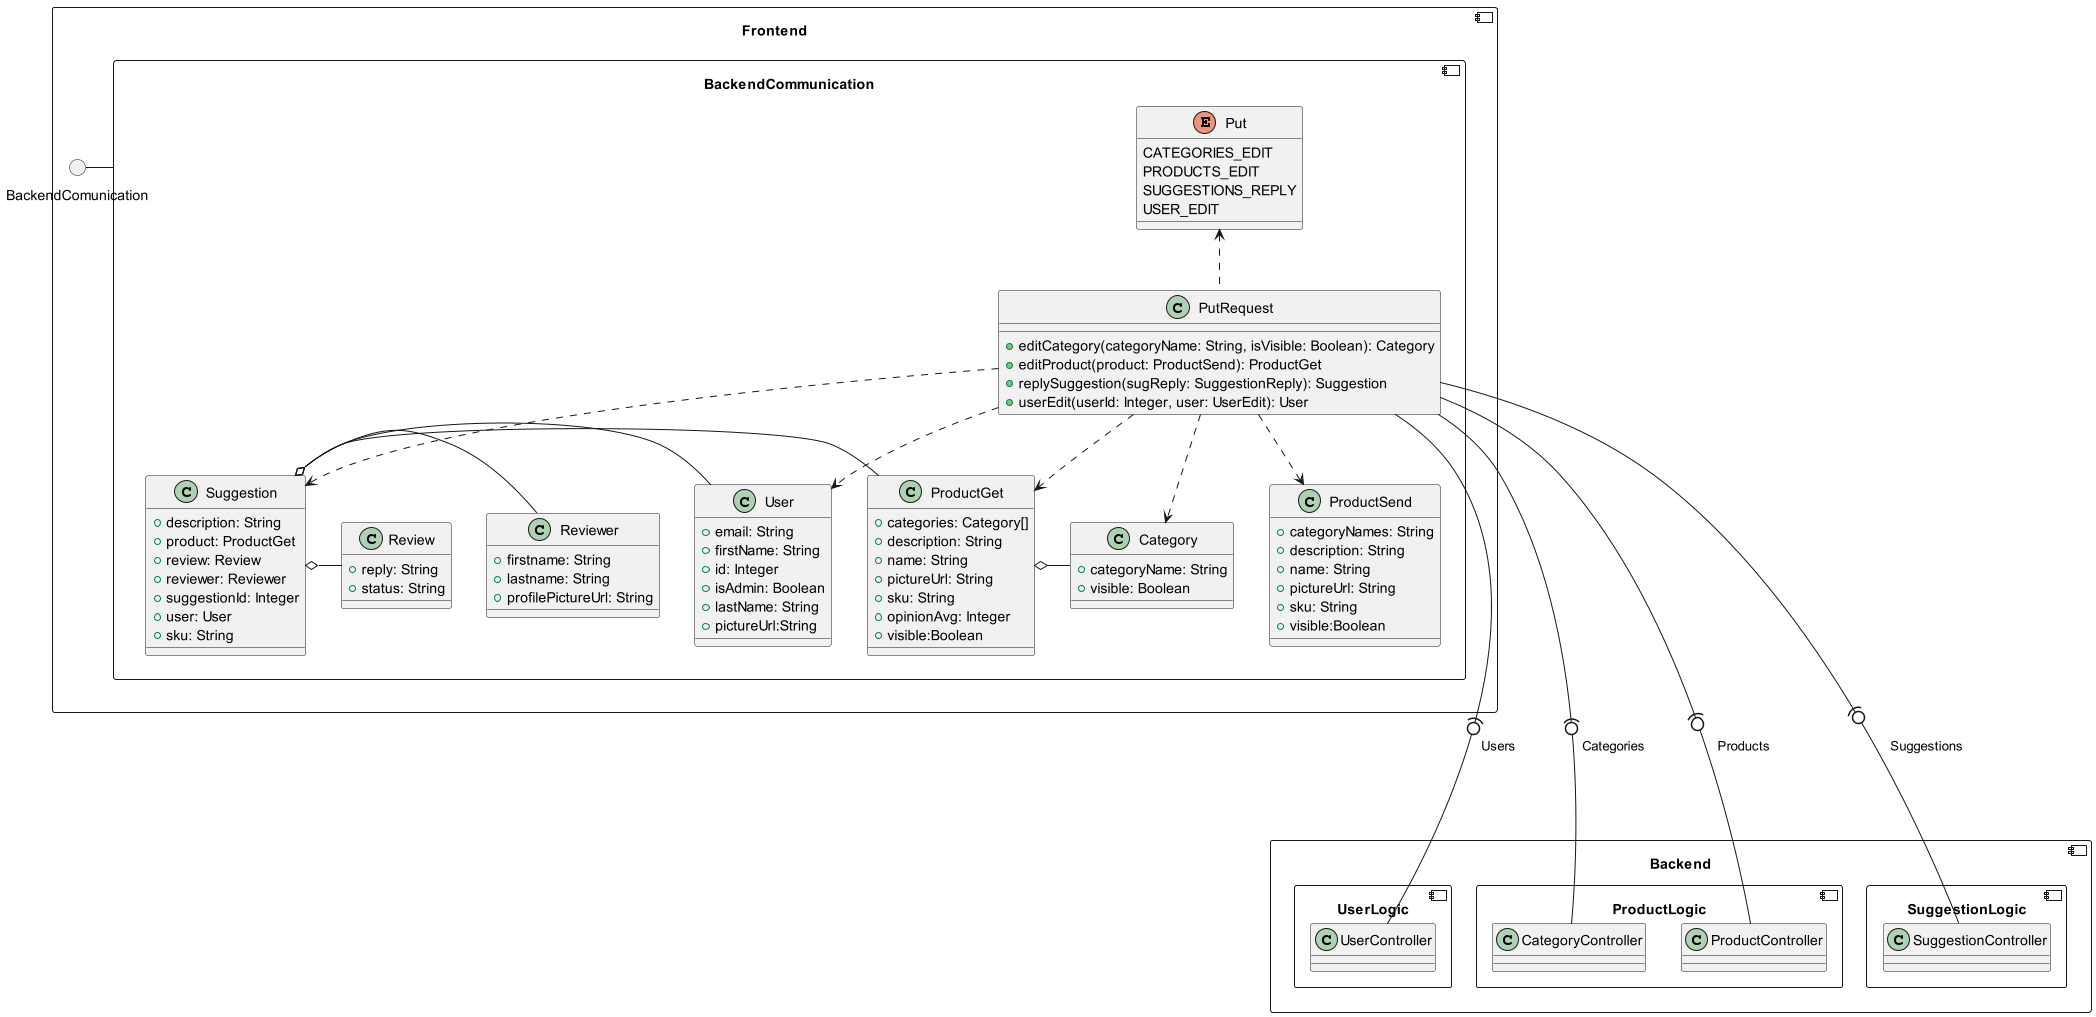 Frontend
BackendCommunication
BackendComunication
E Put
CATEGORIES_EDIT
PRODUCTS_EDIT
SUGGESTIONS_REPLY
USER_EDIT
C PutRequest
editCategory(categoryName: String, isVisible: Boolean): Category
editProduct(product: ProductSend): ProductGet
replySuggestion(sugReply: SuggestionReply): Suggestion
userEdit(userId: Integer, user: UserEdit): User
C Suggestion
description: String
product: ProductGet
review: Review
reviewer: Reviewer
suggestionId: Integer
user: User
sku: String
C Review
reply: String
status: String
C Reviewer
firstname: String
lastname: String
profilePictureUrl: String
C User
email: String
firstName: String
id: Integer
isAdmin: Boolean
lastName: String
pictureUrl:String
C ProductGet
categories: Category[]
description: String
name: String
pictureUrl: String
sku: String
opinionAvg: Integer
visible:Boolean
C Category
categoryName: String
visible: Boolean
C ProductSend
categoryNames: String
description: String
name: String
pictureUrl: String
sku: String
visible:Boolean
Users
Categories
Products
Suggestions
Backend
UserLogic
C UserController
ProductLogic
C CategoryController
C ProductController
SuggestionLogic
C SuggestionController